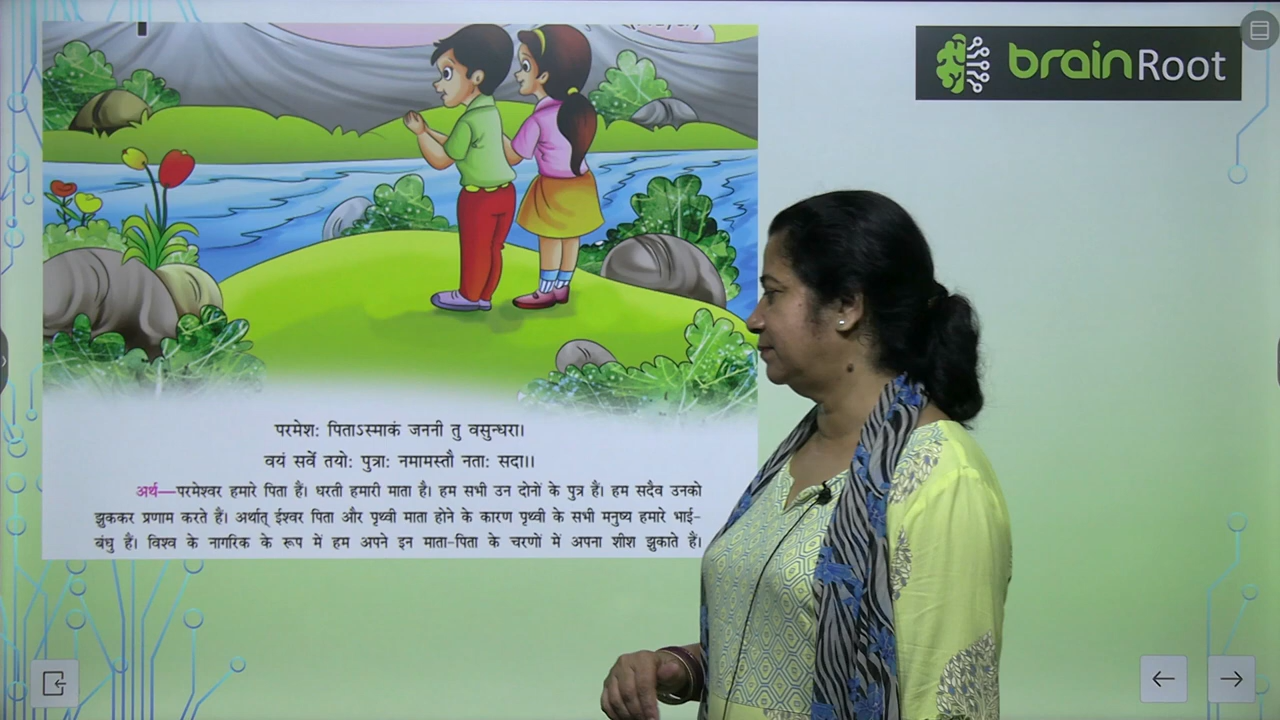 brainRoot
परमेशः पिताऽस्माकं जननी तु वसुन्धरा।
वयं सर्वे तयोः पुत्राः नमामस्तौ नताः सदा।।
अर्थ—परमेश्वर हमारे पिता हैं। धरती हमारी माता है। हम सभी उन दोनों के पुत्र हैं। हम सदैव उनको
झुककर प्रणाम करते हैं। अर्थात् ईश्वर पिता और पृथ्वी माता होने के कारण पृथ्वी के सभी मनुष्य हमारे भाई-
बंधु हैं। विश्व के नागरिक के रूप में हम अपने इन माता-पिता के चरणों में अपना शीश झुकाते हैं।